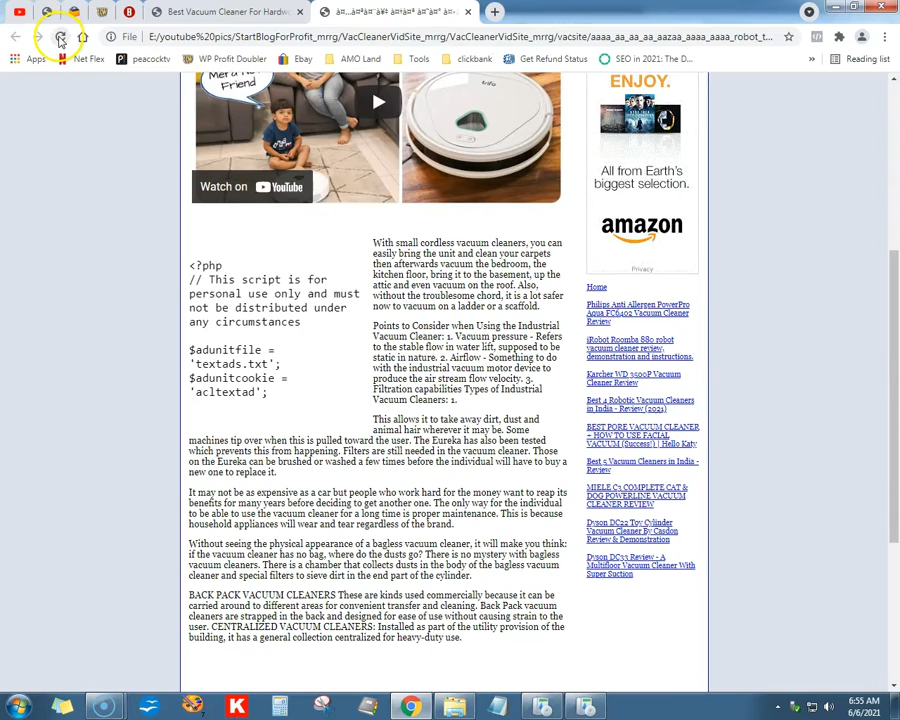 Best Vacuum Cleaner For Hardw
File
E:/youtube%20pics/StartBlogForProfit_mrrg/VacCleanerVidSite_mrrg/VacCleanerVidSite_mrrg/vacsite/aaaa_aa_aa_aa_aazaa_aaaa_aaaa_robot_t...
Apps
Net Flex
peacocktv
WP Profit Doubler
Ebay
AMO Land
Tools
clickbank
Get Refund Status
SEO in 2021: The D...
»
Reading list
Friend
trifo
Watch on YouTube
ENJOY.
All from Earth's
biggest selection.
amazon
Privacy
<?php
// This script is for
personal use only and must
not be distributed under
any circumstances
$adunitfile =
'textads.txt';
$adunitcookie =
'acltextad';
With small cordless vacuum cleaners, you can
easily bring the unit and clean your carpets
then afterwards vacuum the bedroom, the
kitchen floor, bring it to the basement, up the
attic and even vacuum on the roof. Also,
without the troublesome chord, it is a lot safer
now to vacuum on a ladder or a scaffold.
Points to Consider when Using the Industrial
Vacuum Cleaner: 1. Vacuum pressure - Refers
to the stable flow in water lift, supposed to be
static in nature. 2. Airflow - Something to do
with the industrial vacuum motor device to
produce the air stream flow velocity. 3.
Filtration capabilities Types of Industrial
Vacuum Cleaners: 1.
This allows it to take away dirt, dust and
animal hair wherever it may be. Some
machines tip over when this is pulled toward the user. The Eureka has also been tested
which prevents this from happening. Filters are still needed in the vacuum cleaner. Those
on the Eureka can be brushed or washed a few times before the individual will have to buy a
new one to replace it.
It may not be as expensive as a car but people who work hard for the money want to reap its
benefits for many years before deciding to get another one. The only way for the individual
to be able to use the vacuum cleaner for a long time is proper maintenance. This is because
household appliances will wear and tear regardless of the brand.
Without seeing the physical appearance of a bagless vacuum cleaner, it will make you think:
if the vacuum cleaner has no bag, where do the dusts go? There is no mystery with bagless
vacuum cleaners. There is a chamber that collects dusts in the body of the bagless vacuum
cleaner and special filters to sieve dirt in the end part of the cylinder.
BACK PACK VACUUM CLEANERS These are kinds used commercially because it can be
carried around to different areas for convenient transfer and cleaning. Back Pack vacuum
cleaners are strapped in the back and designed for ease of use without causing strain to the
user. CENTRALIZED VACUUM CLEANERS: Installed as part of the utility provision of the
building, it has a general collection centralized for heavy-duty use.
Home
Philips Anti Allergen PowerPro
Aqua FC6402 Vacuum Cleaner
Review
iRobot Roomba 880 robot
vacuum cleaner review,
demonstration and instructions.
Karcher WD 3500P Vacuum
Cleaner Review
Best 4 Robotic Vacuum Cleaners
in India - Review (2021)
BEST PORE VACUUM CLEANER
+ HOW TO USE FACIAL
VACUUM (Success!) | Hello Katy
Best 5 Vacuum Cleaners in India -
Review
MIELE C3 COMPLETE CAT &
DOG POWERLINE VACUUM
CLEANER REVIEW
Dyson DC22 Toy Cylinder
Vacuum Cleaner By Casdon
Review & Demonstration
Dyson DC33 Review - A
Multifloor Vacuum Cleaner With
Super Suction
6:55 AM
6/6/2021